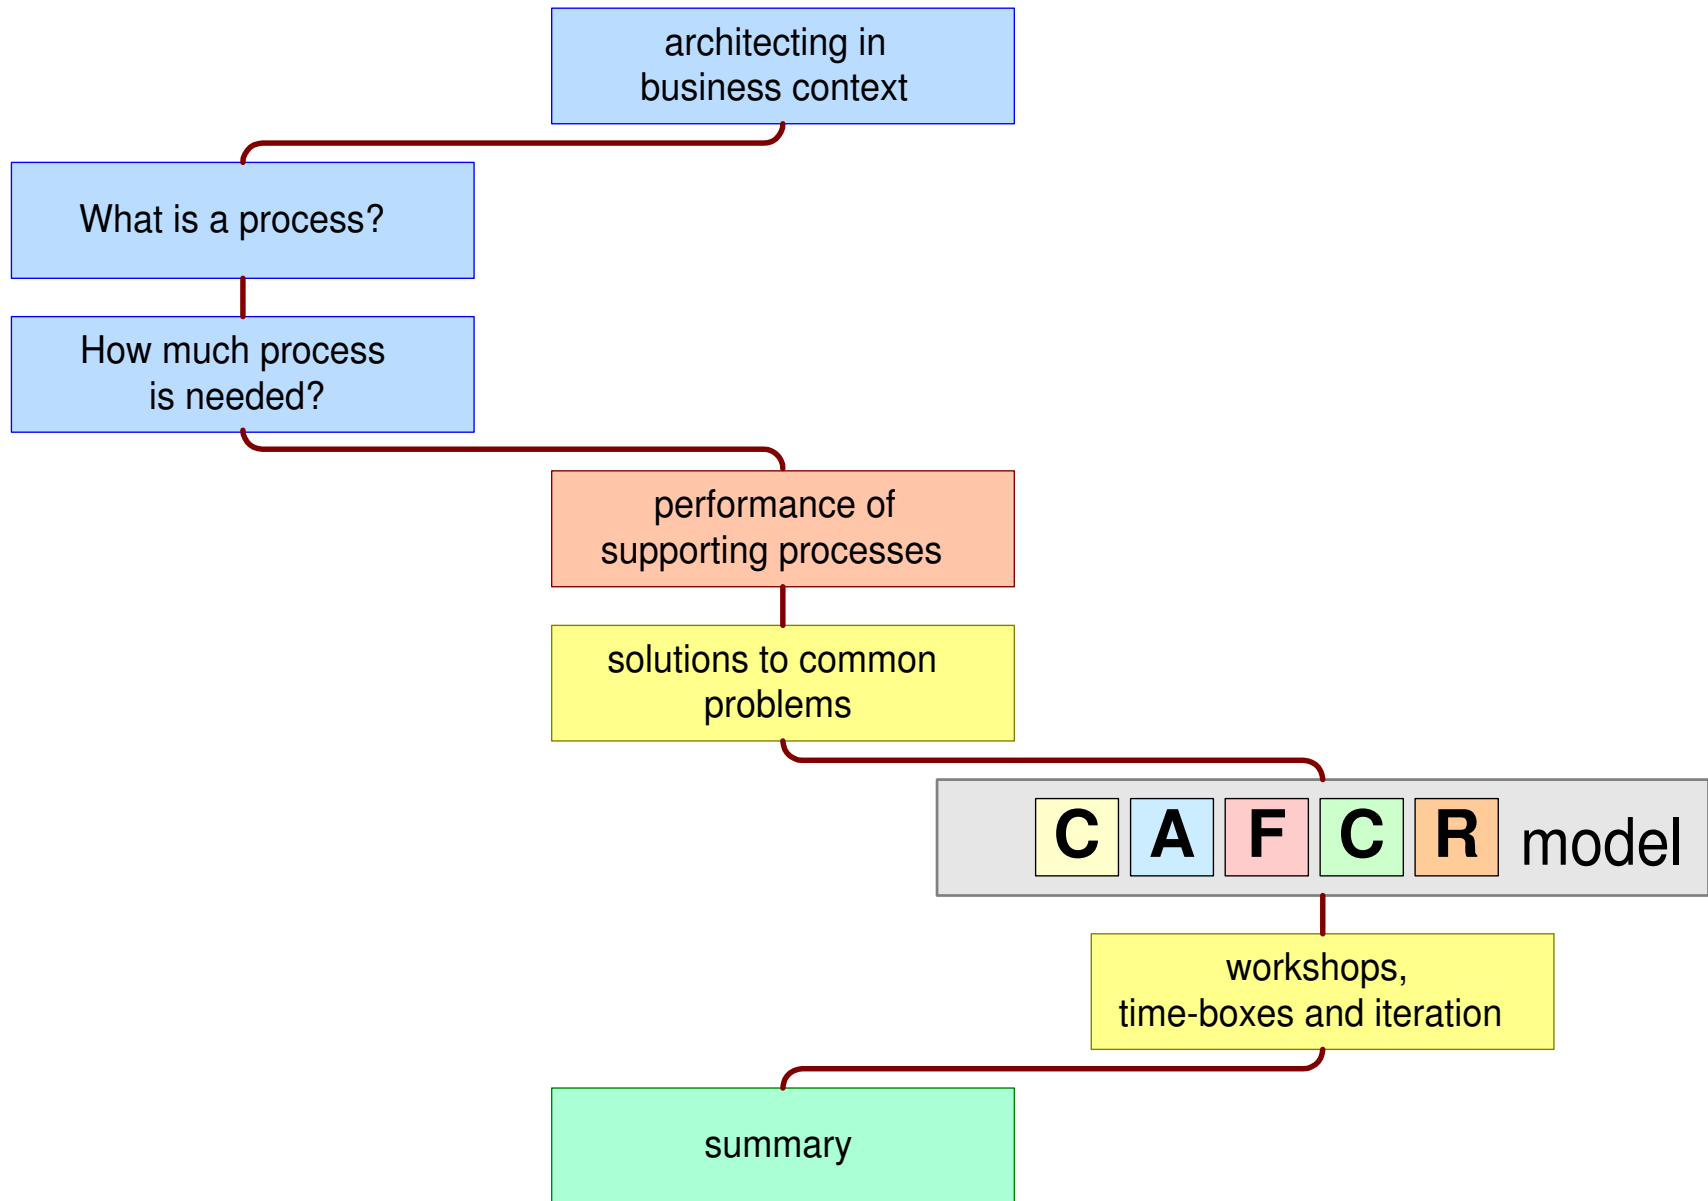 architecting in
business context
What is a process?
How much process
is needed?
performance of
supporting processes
solutions to common
problems
C A F C R model
workshops,
time-boxes and iteration
summary